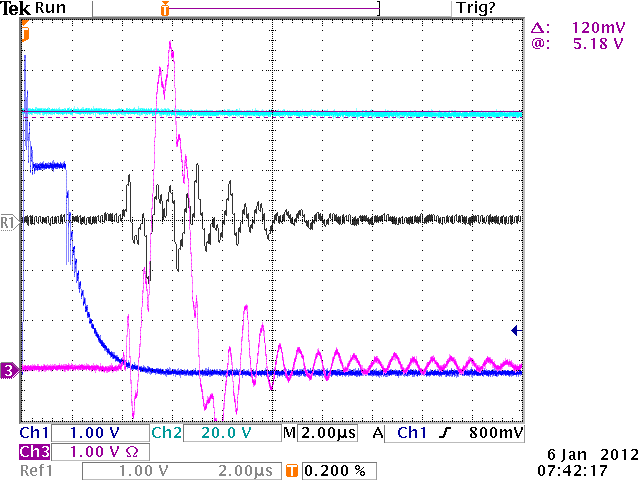 Tek Run Trig?
T
Δ: 120mV
@: 5.18 V
T
R1
3
Ch1 1.00 V Ch2 20.0 V M 2.00µs A Ch1 800mV
Ch3 1.00 V Ω
Ref1 1.00 V 2.00µs T 0.200 %
6 Jan 2012
07:42:17